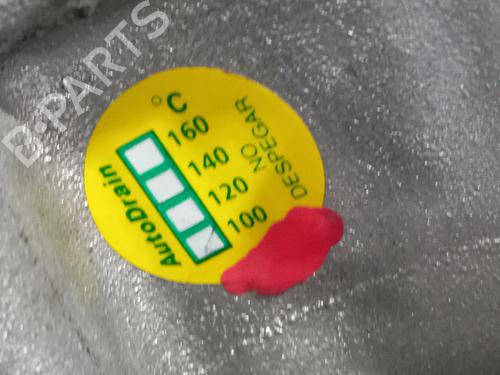 B-PARTS
°C
160
140
120
100
NO
DESPEGAR
AutoDrain